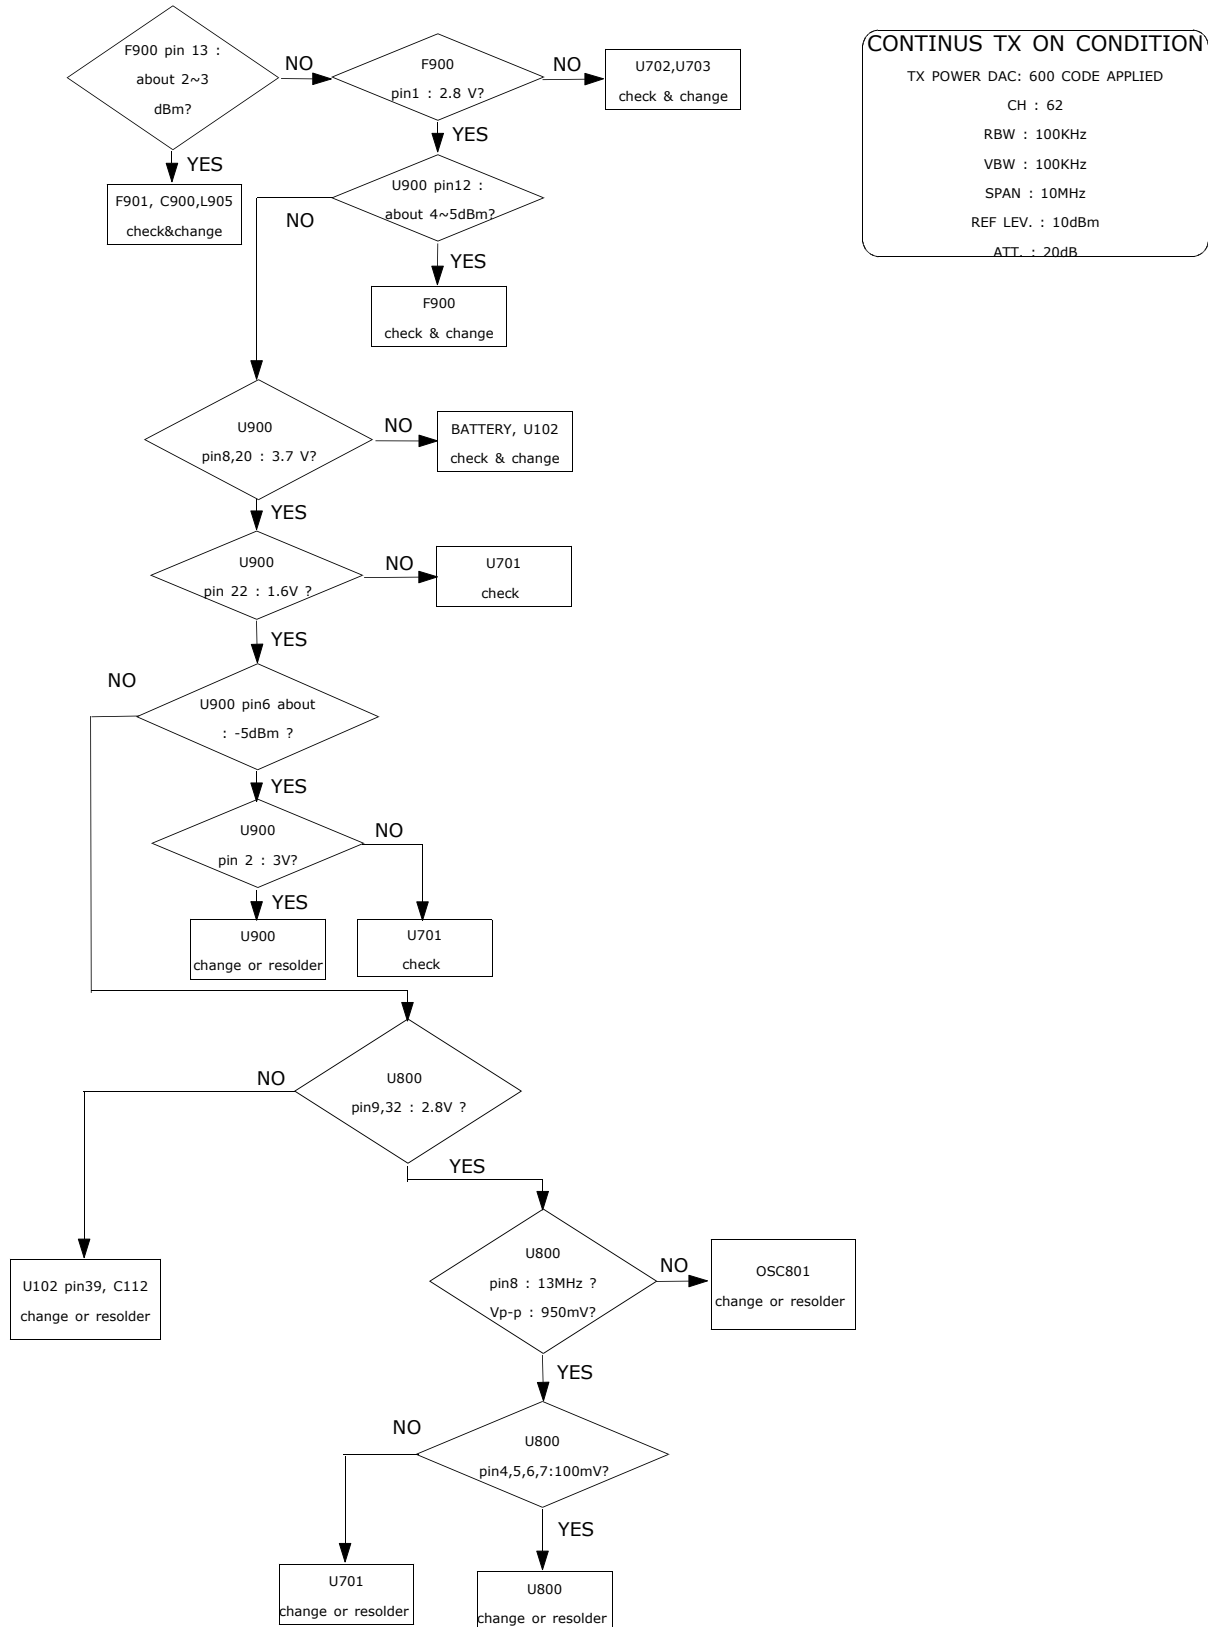 F900 pin 13 :
about 2~3
dBm?
NO
F900
pin1 : 2.8 V?
NO
U702,U703
check & change
CONTINUS TX ON CONDITION
TX POWER DAC: 600 CODE APPLIED
CH : 62
RBW : 100KHz
VBW : 100KHz
SPAN : 10MHz
REF LEV. : 10dBm
ATT. : 20dB
YES
YES
F901, C900,L905
check&change
U900 pin12 :
about 4~5dBm?
NO
YES
F900
check & change
U900
pin8,20 : 3.7 V?
NO
BATTERY, U102
check & change
YES
U900
pin 22 : 1.6V ?
NO
U701
check
YES
NO
U900 pin6 about
: -5dBm ?
YES
U900
pin 2 : 3V?
NO
YES
U900
change or resolder
U701
check
U800
pin9,32 : 2.8V ?
NO
YES
U102 pin39, C112
change or resolder
U800
pin8 : 13MHz ?
Vp-p : 950mV?
NO
OSC801
change or resolder
YES
U800
pin4,5,6,7:100mV?
NO
YES
U701
change or resolder
U800
change or resolder